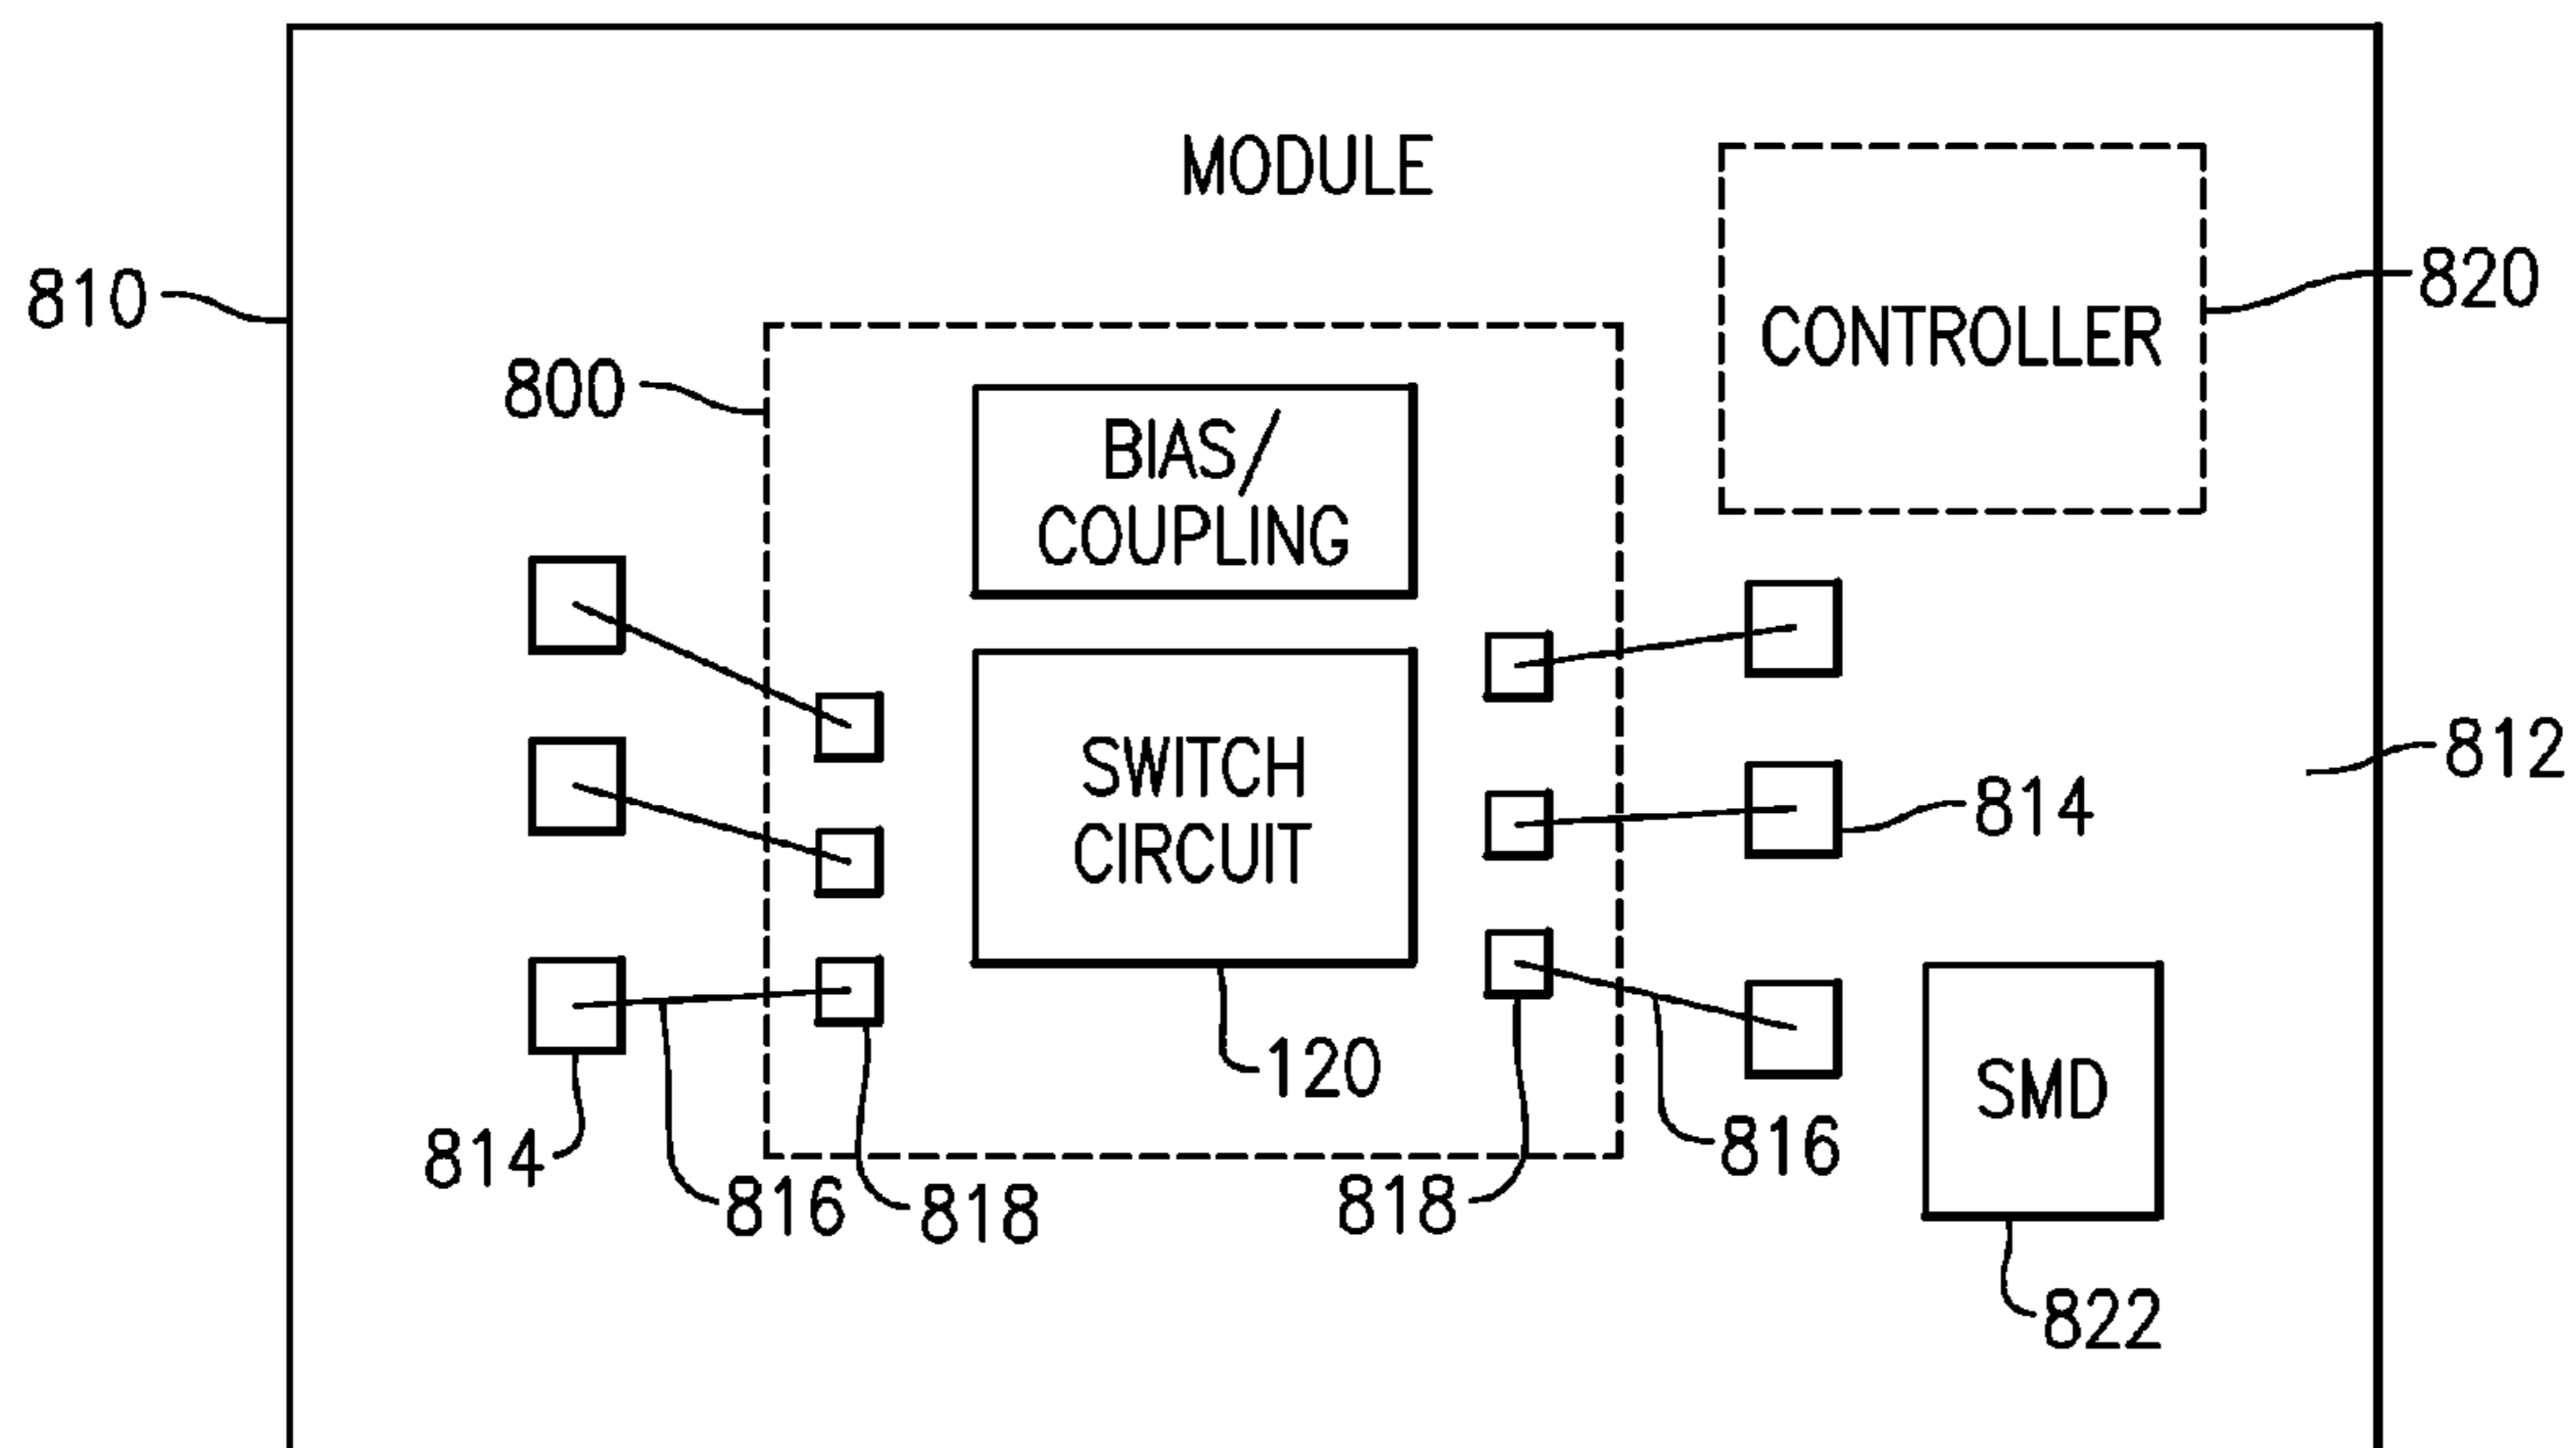 MODULE
810
820
CONTROLLER
800
BIAS/
COUPLING
812
SWITCH
CIRCUIT
814
120
SMD
814
816
818
818
816
822